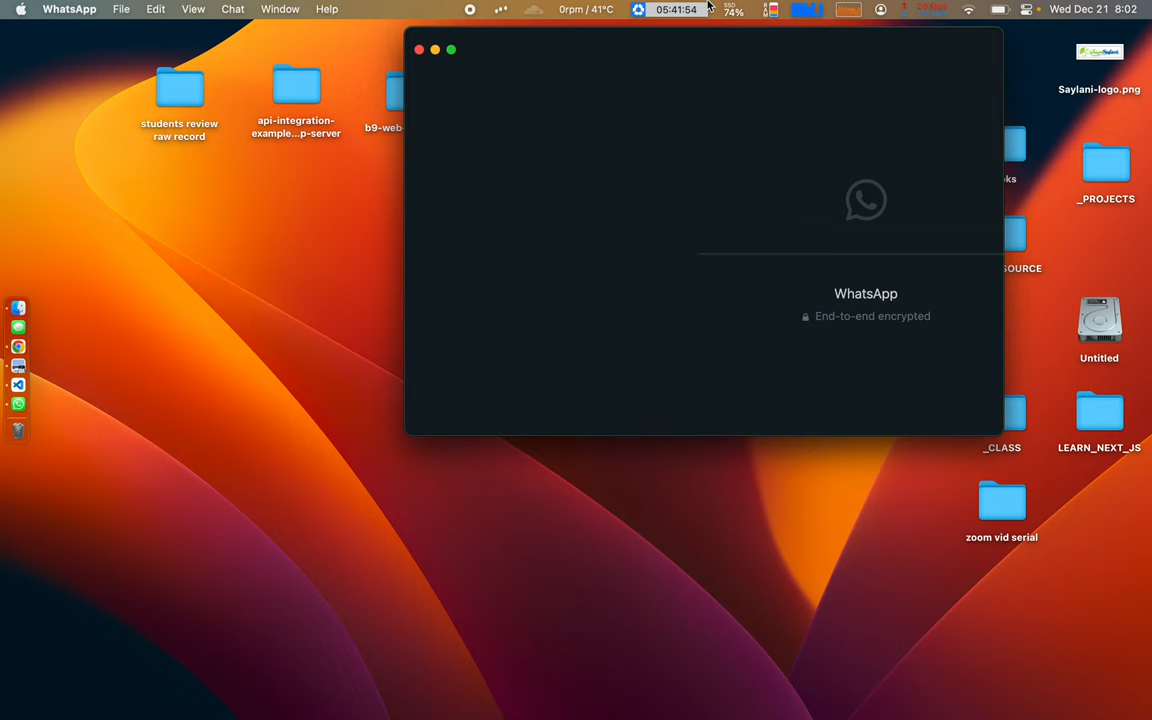 WhatsApp File Edit View Chat Window Help
0rpm / 41°C 05:41:54 SSD 74% Wed Dec 21 8:02
students review
raw record
api-integration-
example...p-server
b9-web-
WhatsApp
End-to-end encrypted
Saylani-logo.png
ks
_PROJECTS
SOURCE
Untitled
_CLASS
LEARN_NEXT_JS
zoom vid serial